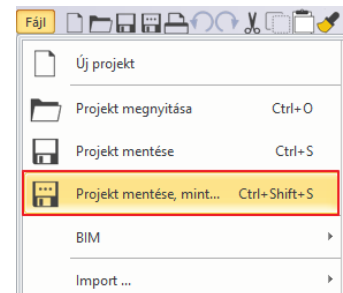 Fájl
Új projekt
Projekt megnyitása Ctrl+O
Projekt mentése Ctrl+S
Projekt mentése, mint... Ctrl+Shift+S
BIM
Import ...